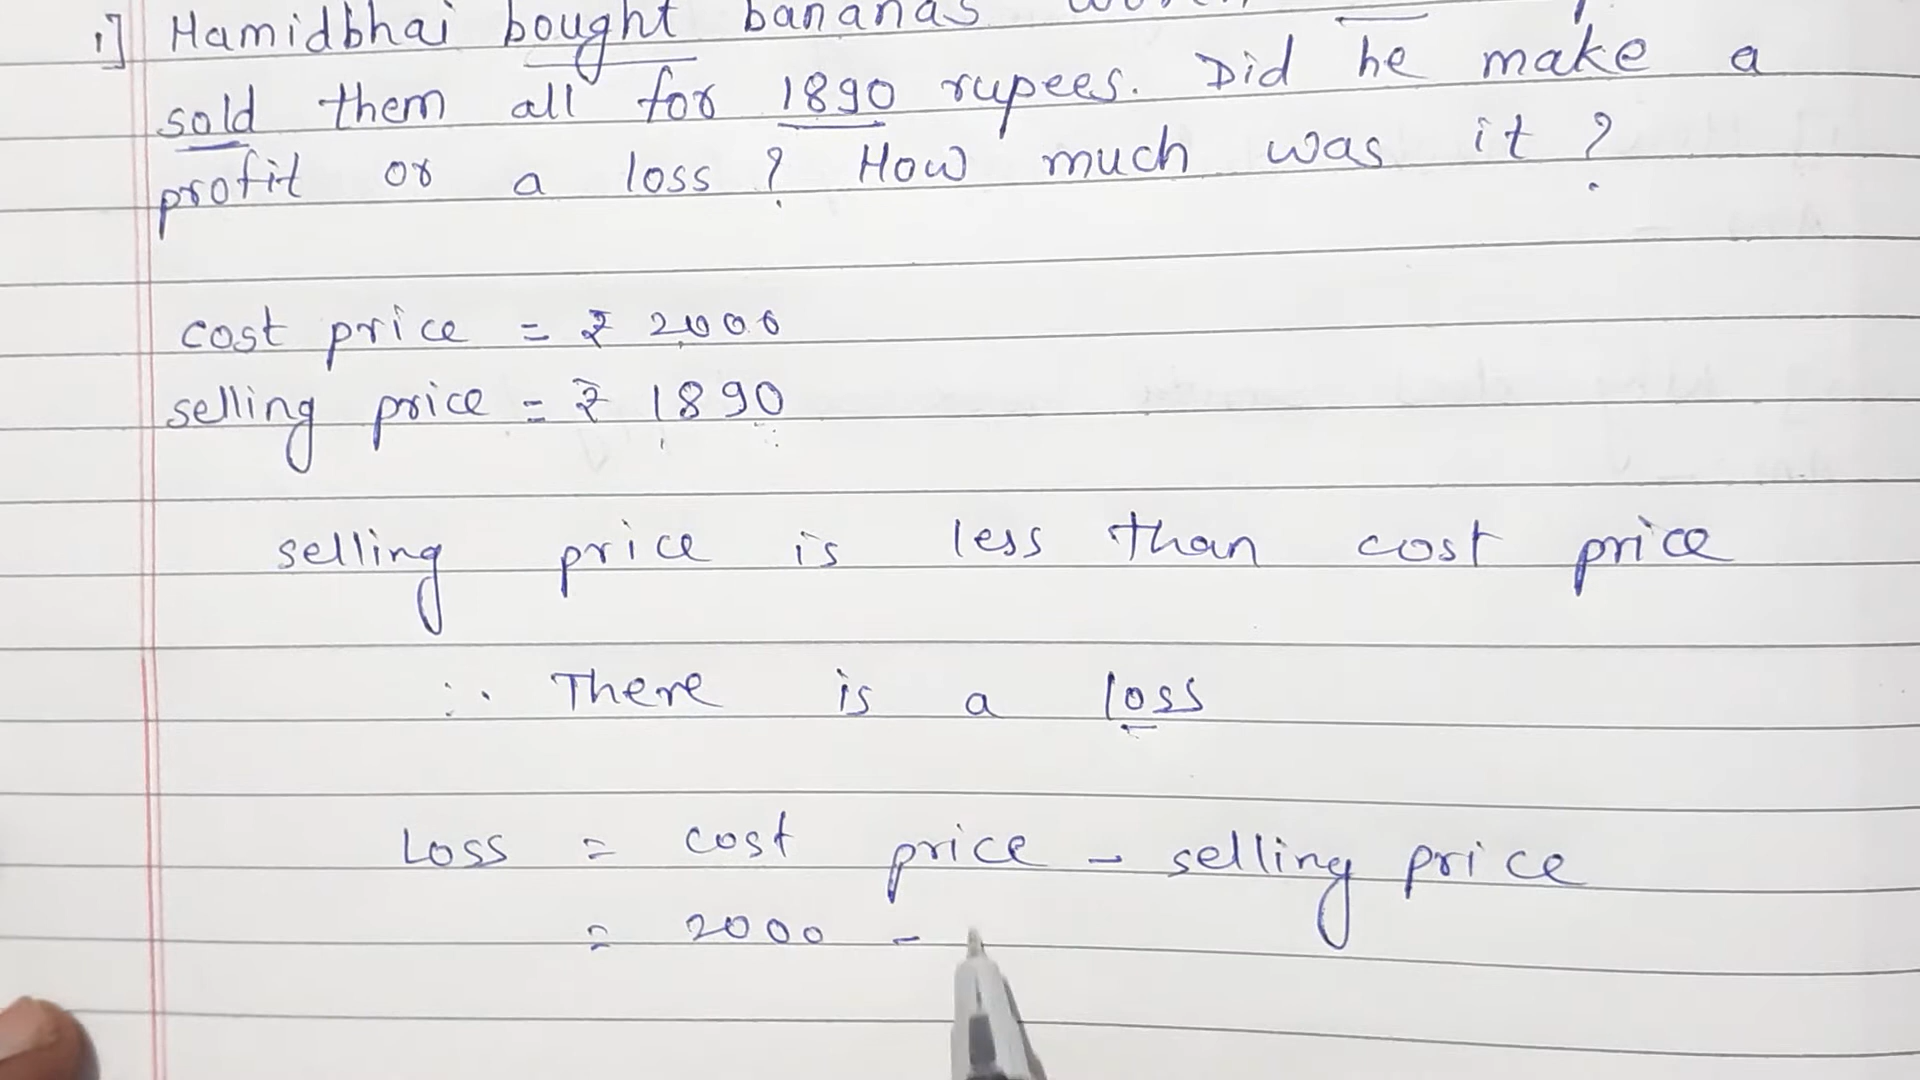 i] Hamidbhai bought bananas
sold them all for 1890 rupees. Did he make a
profit or a loss ? How much was it ?
cost price = ₹ 2000
selling price = ₹ 1890
selling price is less than cost price
∴ There is a loss
Loss = cost price - selling price
= 2000 -